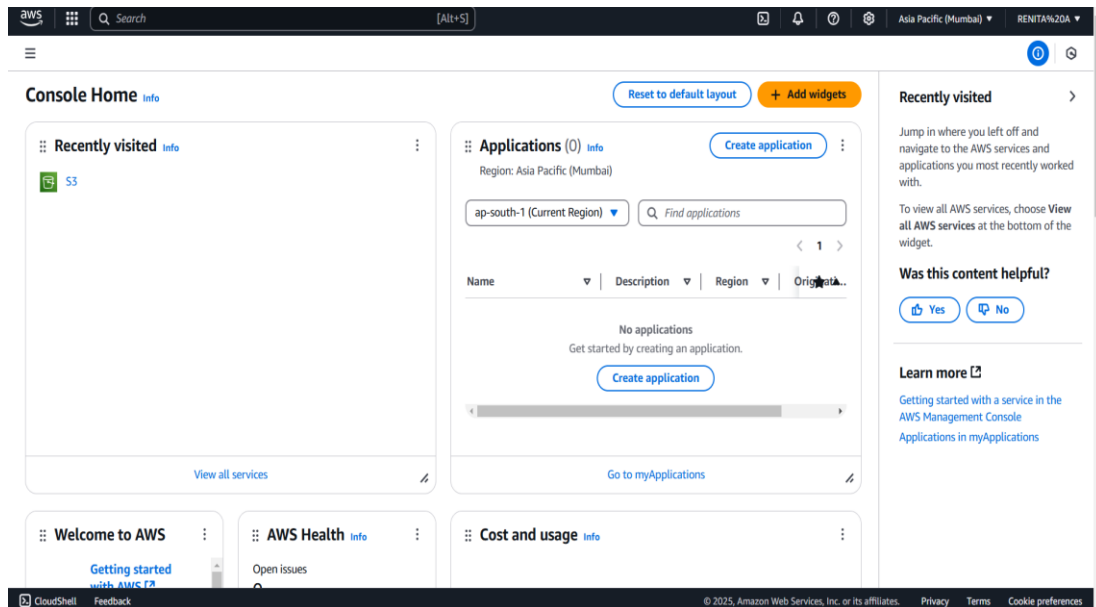 aws
Search
[Alt+S]
Asia Pacific (Mumbai)
RENITA%20A
Console Home Info
Reset to default layout
+ Add widgets
Recently visited Info
S3
View all services
Applications (0) Info
Create application
Region: Asia Pacific (Mumbai)
ap-south-1 (Current Region)
Find applications
1
Name
Description
Region
No applications
Get started by creating an application.
Create application
Go to myApplications
Recently visited
Jump in where you left off and
navigate to the AWS services and
applications you most recently worked
with.
To view all AWS services, choose View
all AWS services at the bottom of the
widget.
Was this content helpful?
Yes
No
Learn more
Getting started with a service in the
AWS Management Console
Applications in myApplications
Welcome to AWS
Getting started
with AWS
AWS Health Info
Open issues
Cost and usage Info
CloudShell
Feedback
© 2025, Amazon Web Services, Inc. or its affiliates.
Privacy
Terms
Cookie preferences